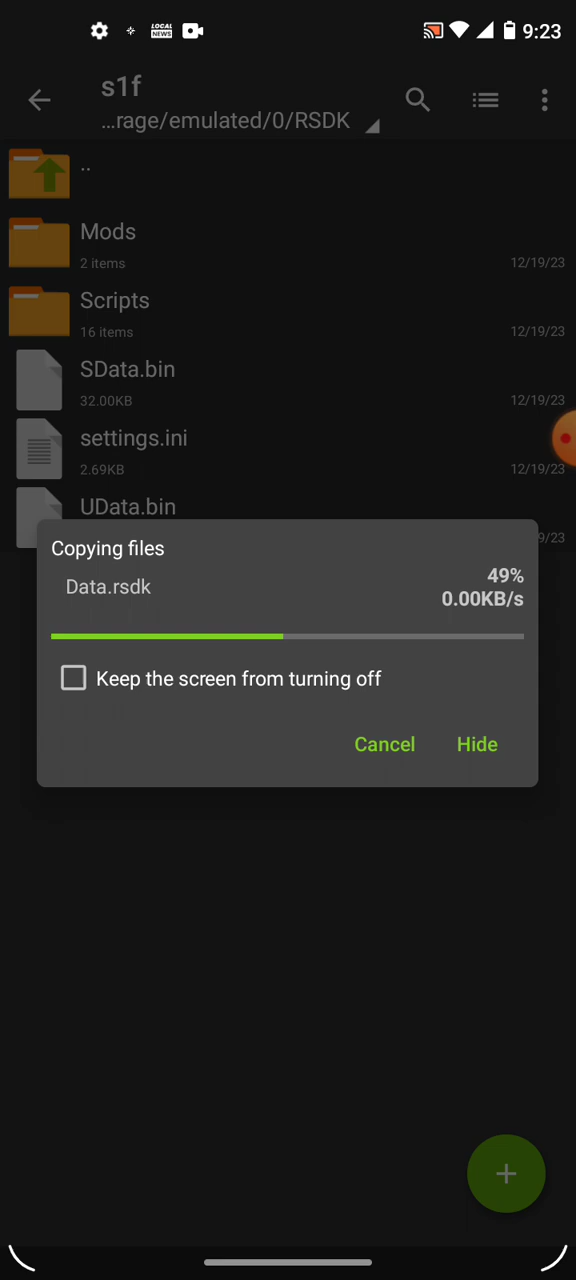 LOCAL NEWS
9:23
s1f
...rage/emulated/0/RSDK
..
Mods
2 items
12/19/23
Scripts
16 items
12/19/23
SData.bin
32.00KB
12/19/23
settings.ini
2.69KB
12/19/23
UData.bin
9/23
Copying files
Data.rsdk
49%
0.00KB/s
Keep the screen from turning off
Cancel
Hide